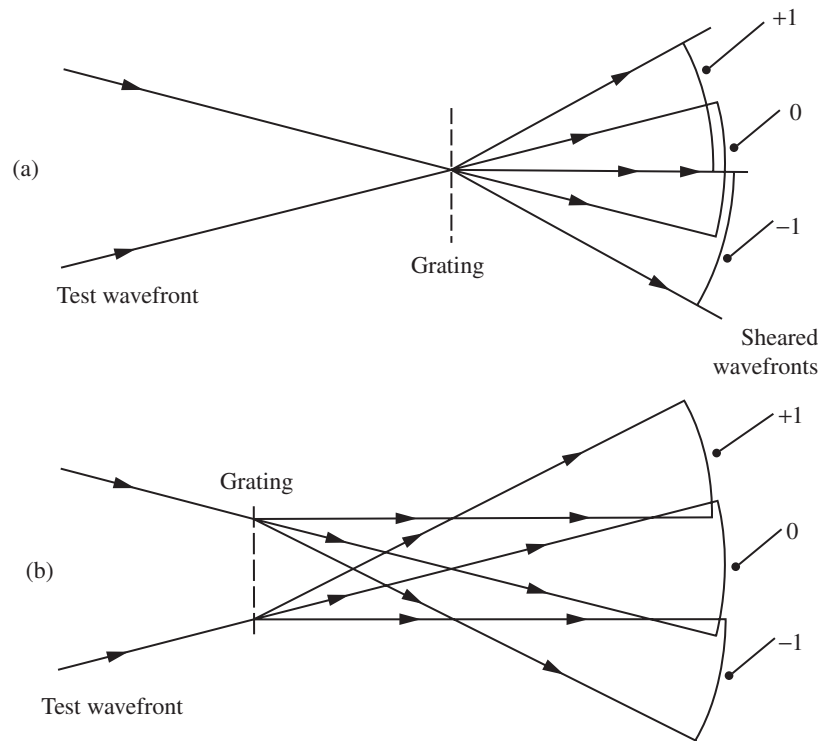 +1
0
(a)
−1
Grating
Test wavefront
Sheared
wavefronts
+1
Grating
0
(b)
−1
Test wavefront